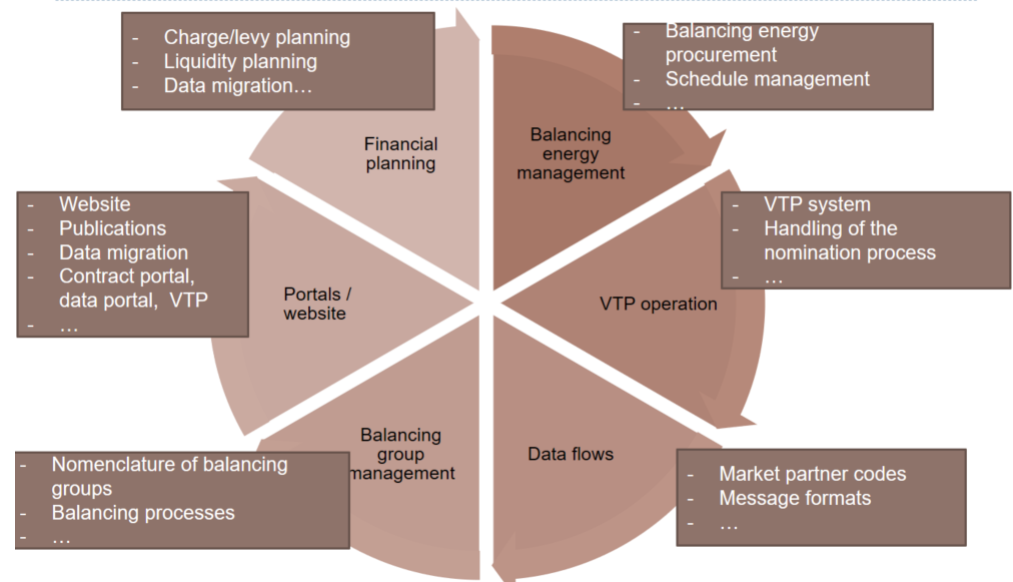 - Charge/levy planning
- Liquidity planning
- Data migration…
- Balancing energy
procurement
- Schedule management
- …
Financial
planning
Balancing
energy
management
- Website
- Publications
- Data migration
- Contract portal,
data portal, VTP
- …
- VTP system
- Handling of the
nomination process
- …
Portals /
website
VTP operation
Balancing
group
management
Data flows
- Nomenclature of balancing
groups
- Balancing processes
- …
- Market partner codes
- Message formats
- …